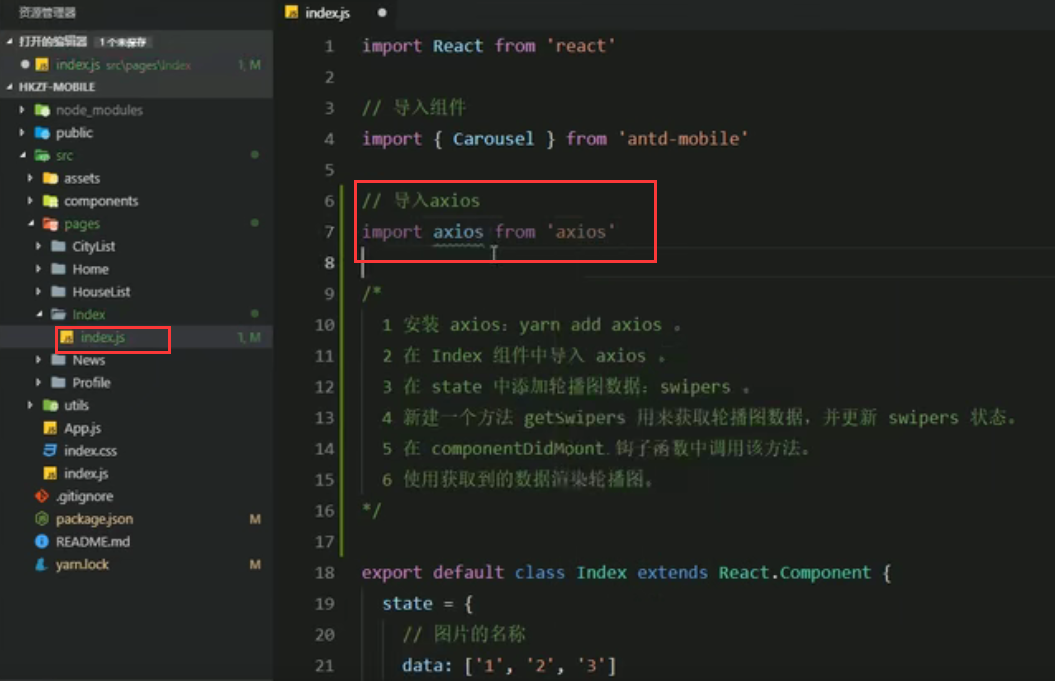 资源管理器
打开的编辑器 1个未保存
index.js src\pages\Index 1, M
HKZF-MOBILE
node_modules
public
src
assets
components
pages
CityList
Home
HouseList
Index
index.js 1, M
News
Profile
utils
App.js
index.css
index.js
.gitignore
package.json M
README.md
yarn.lock M
index.js
1 import React from 'react'
2
3 // 导入组件
4 import { Carousel } from 'antd-mobile'
5
6 // 导入axios
7 import axios from 'axios'
8
9 /*
10 1 安装 axios：yarn add axios 。
11 2 在 Index 组件中导入 axios 。
12 3 在 state 中添加轮播图数据：swipers 。
13 4 新建一个方法 getSwipers 用来获取轮播图数据，并更新 swipers 状态。
14 5 在 componentDidMount 钩子函数中调用该方法。
15 6 使用获取到的数据渲染轮播图。
16 */
17
18 export default class Index extends React.Component {
19 state = {
20 // 图片的名称
21 data: ['1', '2', '3']